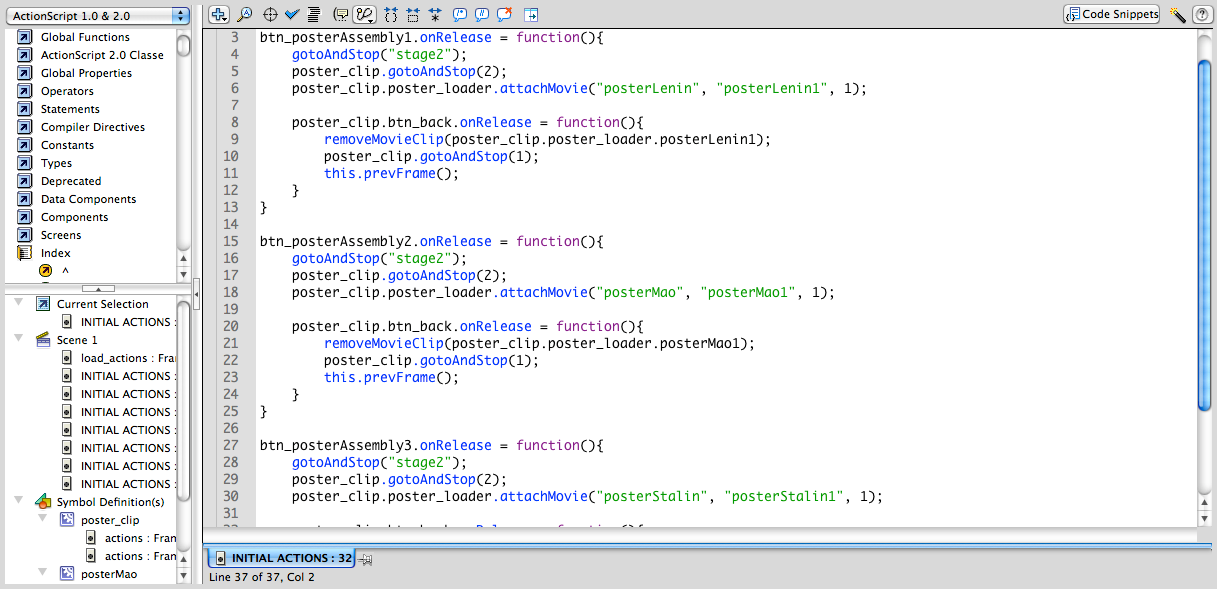 ActionScript 1.0 & 2.0
Code Snippets
Global Functions
ActionScript 2.0 Classe
Global Properties
Operators
Statements
Compiler Directives
Constants
Types
Deprecated
Data Components
Components
Screens
Index
^
Current Selection
INITIAL ACTIONS :
Scene 1
load_actions : Frar
INITIAL ACTIONS :
INITIAL ACTIONS :
INITIAL ACTIONS :
INITIAL ACTIONS :
INITIAL ACTIONS :
INITIAL ACTIONS :
INITIAL ACTIONS :
Symbol Definition(s)
poster_clip
actions : Fran
actions : Fran
posterMao
3 btn_posterAssembly1.onRelease = function(){
4 gotoAndStop("stage2");
5 poster_clip.gotoAndStop(2);
6 poster_clip.poster_loader.attachMovie("posterLenin", "posterLenin1", 1);
7
8 poster_clip.btn_back.onRelease = function(){
9 removeMovieClip(poster_clip.poster_loader.posterLenin1);
10 poster_clip.gotoAndStop(1);
11 this.prevFrame();
12 }
13 }
14
15 btn_posterAssembly2.onRelease = function(){
16 gotoAndStop("stage2");
17 poster_clip.gotoAndStop(2);
18 poster_clip.poster_loader.attachMovie("posterMao", "posterMao1", 1);
19
20 poster_clip.btn_back.onRelease = function(){
21 removeMovieClip(poster_clip.poster_loader.posterMao1);
22 poster_clip.gotoAndStop(1);
23 this.prevFrame();
24 }
25 }
26
27 btn_posterAssembly3.onRelease = function(){
28 gotoAndStop("stage2");
29 poster_clip.gotoAndStop(2);
30 poster_clip.poster_loader.attachMovie("posterStalin", "posterStalin1", 1);
31
INITIAL ACTIONS : 32
Line 37 of 37, Col 2